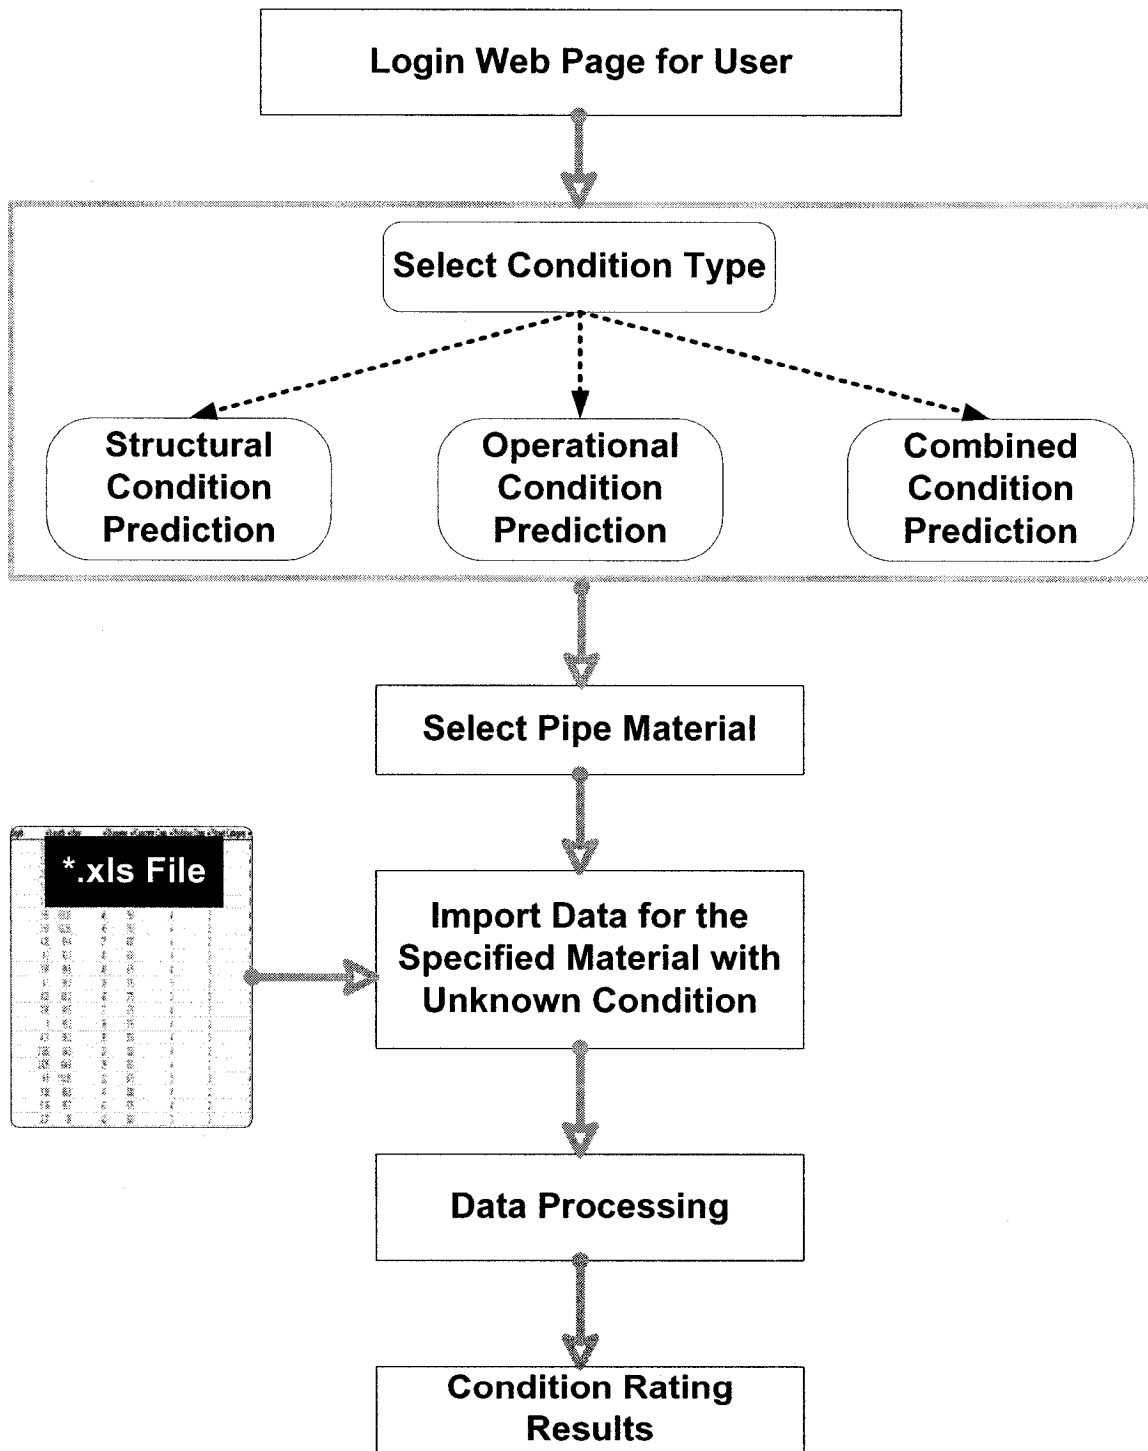 Login Web Page for User
Select Condition Type
Structural
Condition
Prediction
Operational
Condition
Prediction
Combined
Condition
Prediction
Select Pipe Material
*.xls File
Import Data for the
Specified Material with
Unknown Condition
Data Processing
Condition Rating
Results